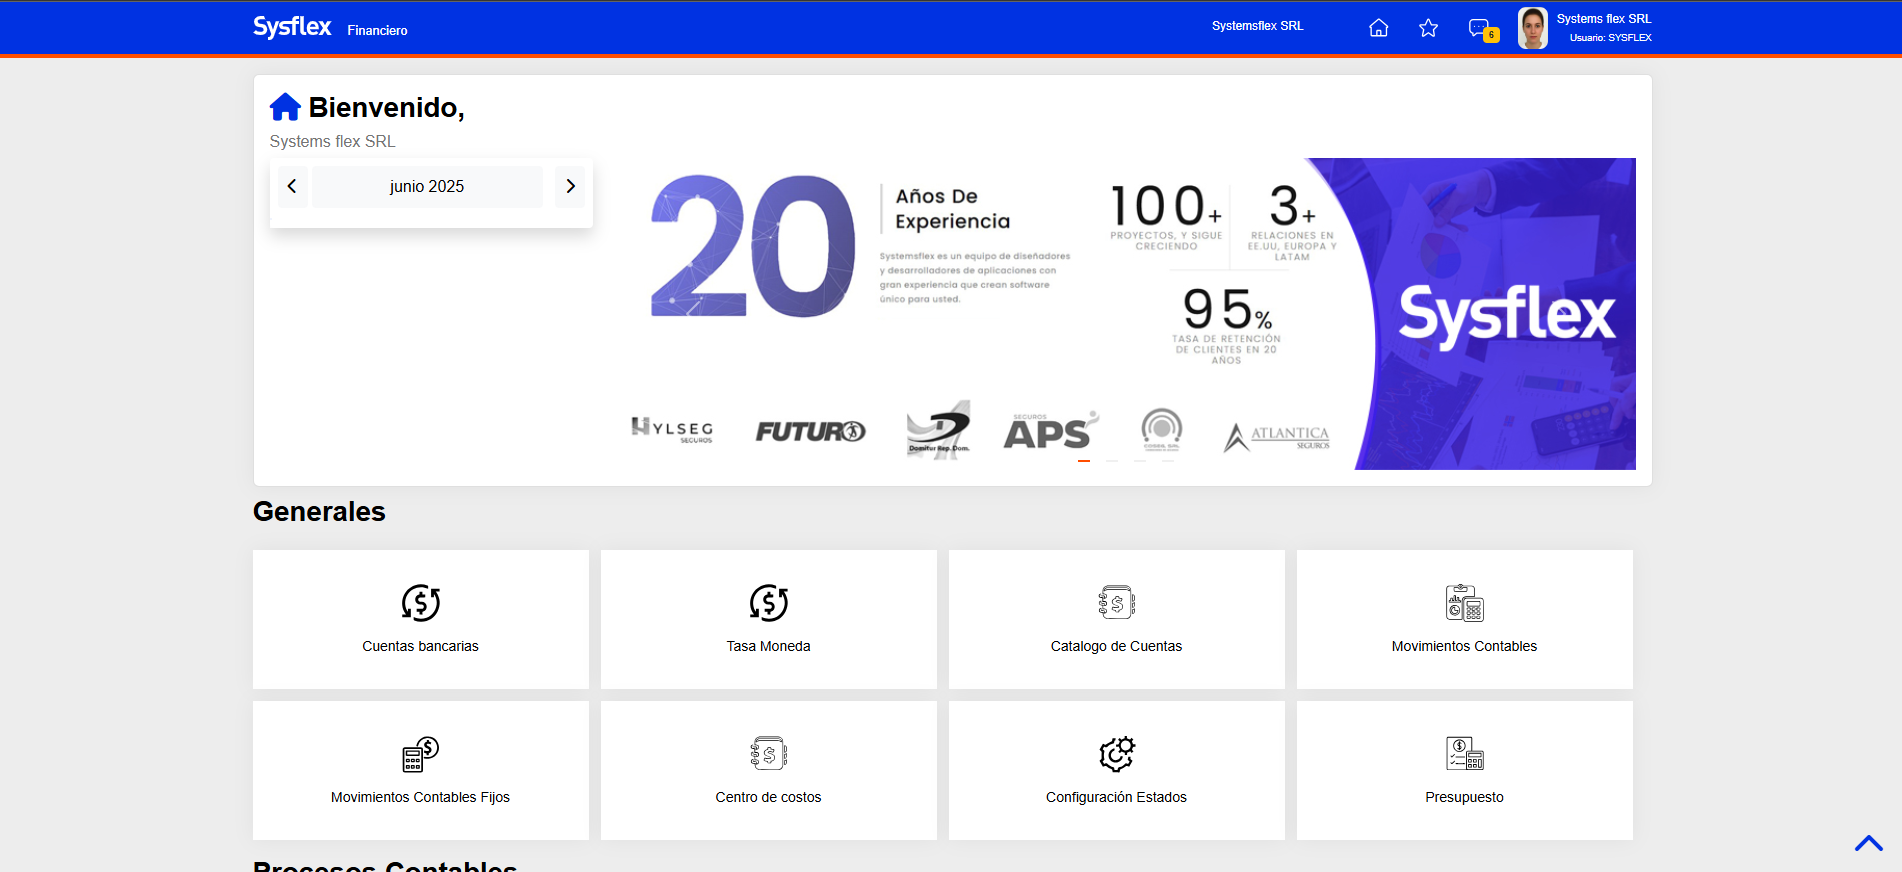 Sysflex Financiero
Systemsflex SRL
6
Systems flex SRL
Usuario: SYSFLEX
Bienvenido,
Systems flex SRL
junio 2025
20
Años De
Experiencia
Systemsflex es un equipo de diseñadores
y desarrolladores de aplicaciones con
gran experiencia que crean software
único para usted.
100+
PROYECTOS, Y SIGUE
CRECIENDO
3+
RELACIONES EN
EE.UU, EUROPA Y
LATAM
95%
TASA DE RETENCIÓN
DE CLIENTES EN 20
AÑOS
Sysflex
HYLSEG
SEGUROS
FUTURO
Domitur Rep. Dom.
SEGUROS
APS
ATLANTICA
SEGUROS
Generales
Cuentas bancarias
Tasa Moneda
Catalogo de Cuentas
Movimientos Contables
Movimientos Contables Fijos
Centro de costos
Configuración Estados
Presupuesto
Procesos Contables